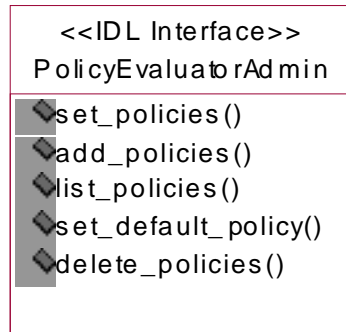 <<IDL Interface>>
PolicyEvaluatorAdmin
set_policies()
add_policies()
list_policies()
set_default_policy()
delete_policies()